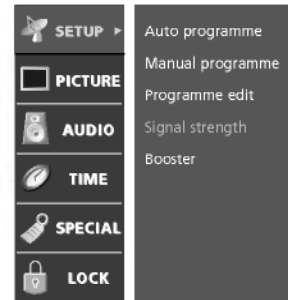 SETUP
PICTURE
AUDIO
TIME
SPECIAL
LOCK
Auto programme
Manual programme
Programme edit
Signal strength
Booster